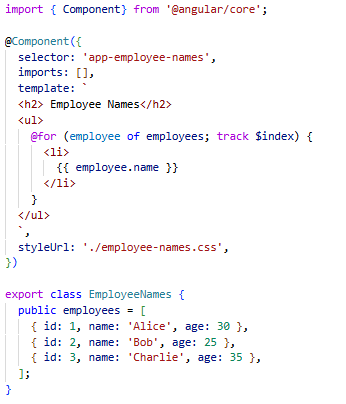 import { Component} from '@angular/core';

@Component({
  selector: 'app-employee-names',
  imports: [],
  template: `
  <h2> Employee Names</h2>
  <ul>
    @for (employee of employees; track $index) {
      <li>
        {{ employee.name }}
      </li>
    }
  </ul>
  `,
  styleUrl: './employee-names.css',
})

export class EmployeeNames {
  public employees = [
    { id: 1, name: 'Alice', age: 30 },
    { id: 2, name: 'Bob', age: 25 },
    { id: 3, name: 'Charlie', age: 35 },
  ];
}